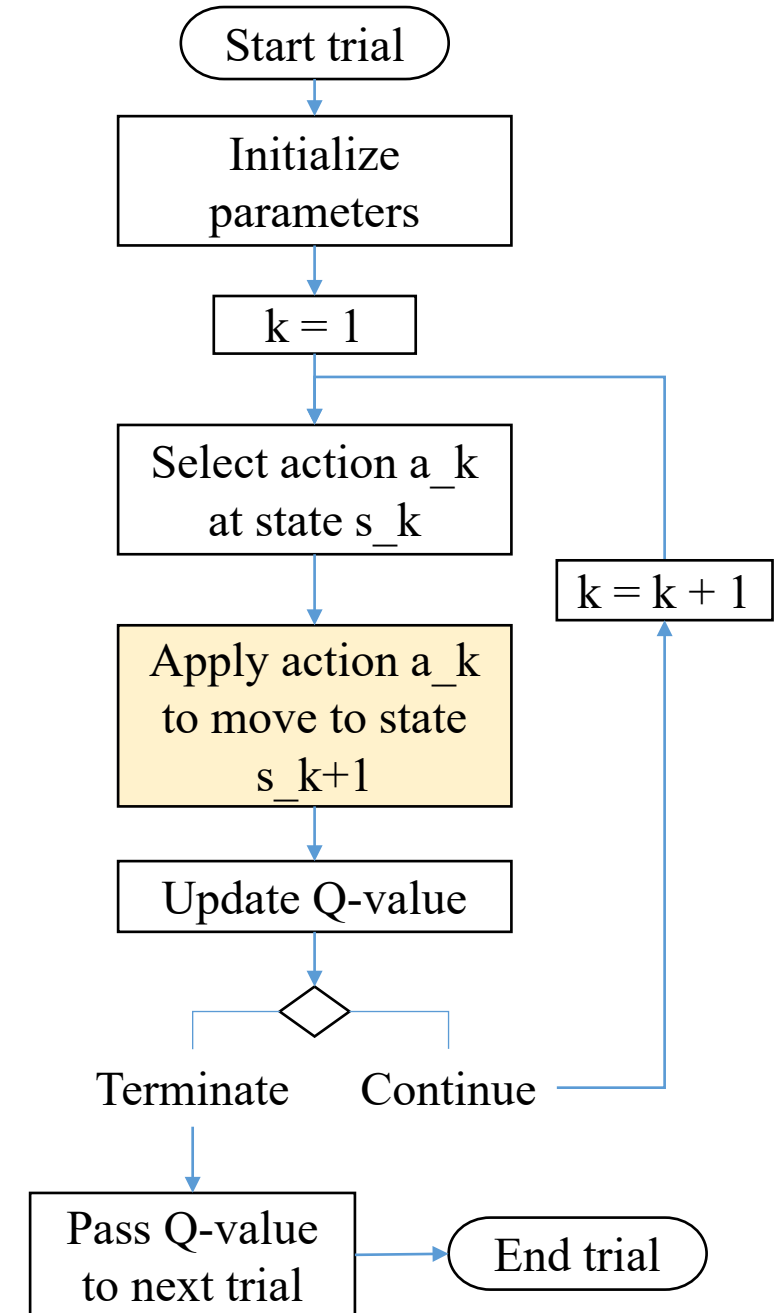 Start trial
Initialize
parameters
k = 1
Select action a_k
at state s_k
k = k + 1
Apply action a_k
to move to state
s_k+1
Update Q-value
Terminate
Continue
Pass Q-value
to next trial
End trial